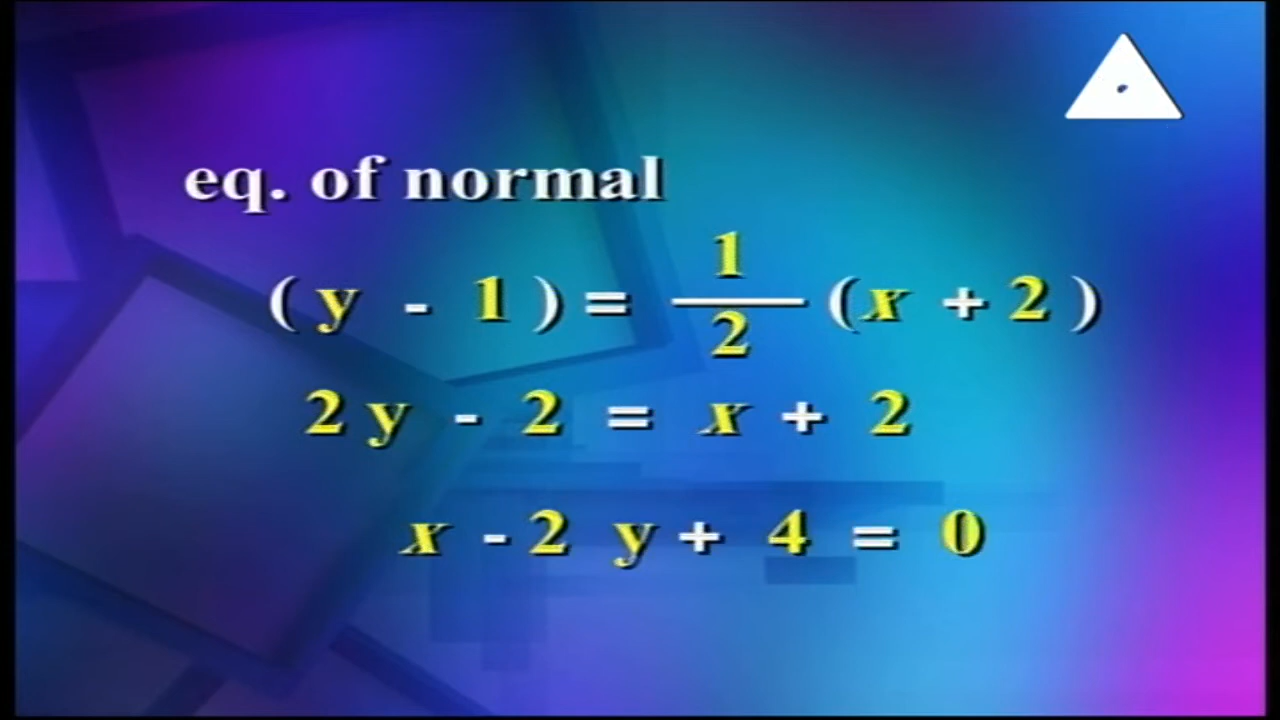 eq. of normal
( y - 1 ) = 1/2 ( x + 2 )
2 y - 2 = x + 2
x - 2 y + 4 = 0